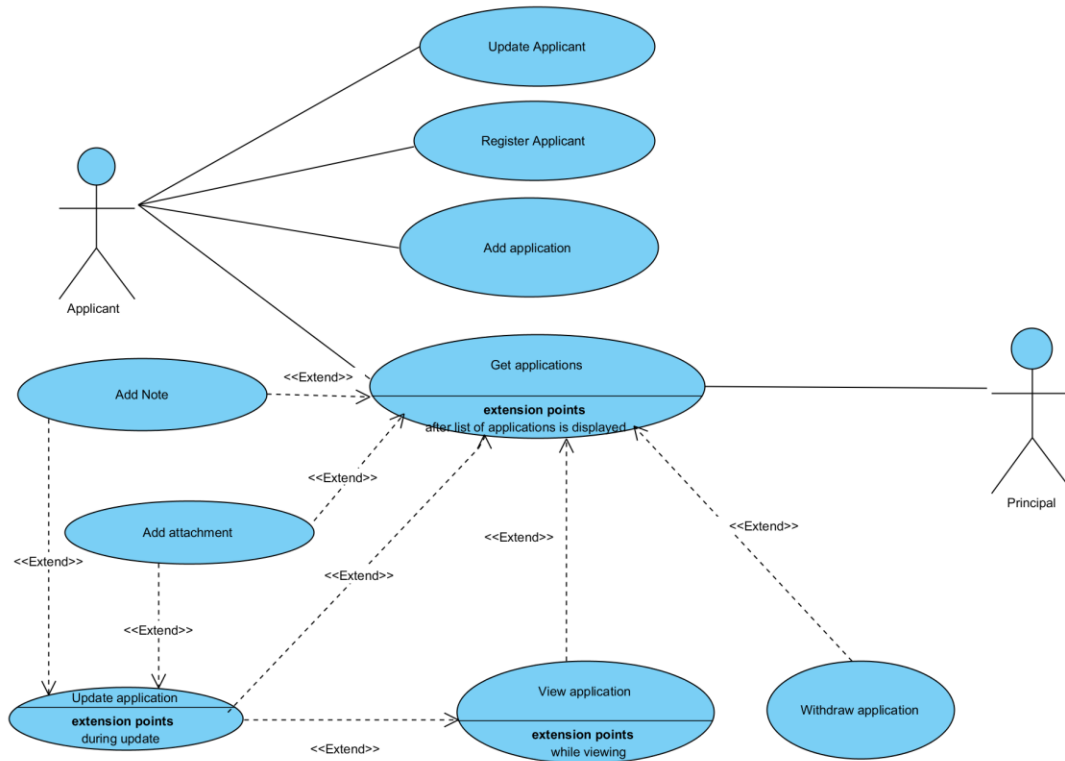 Update Applicant
Register Applicant
Add application
Applicant
Get applications
<<Extend>>
Add Note
extension points
after list of applications is displayed
<<Extend>>
Principal
Add attachment
<<Extend>>
<<Extend>>
<<Extend>>
<<Extend>>
<<Extend>>
Update application
extension points
during update
View application
Withdraw application
extension points
while viewing
<<Extend>>